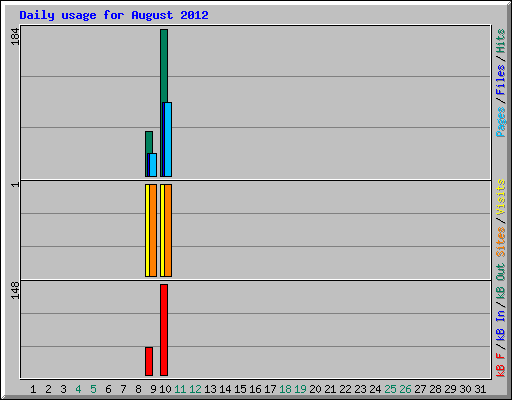 Daily usage for August 2012
184
Pages / Files / Hits
1
Sites / Visits
148
kB F / kB In / kB Out
1 2 3 4 5 6 7 8 9 10 11 12 13 14 15 16 17 18 19 20 21 22 23 24 25 26 27 28 29 30 31